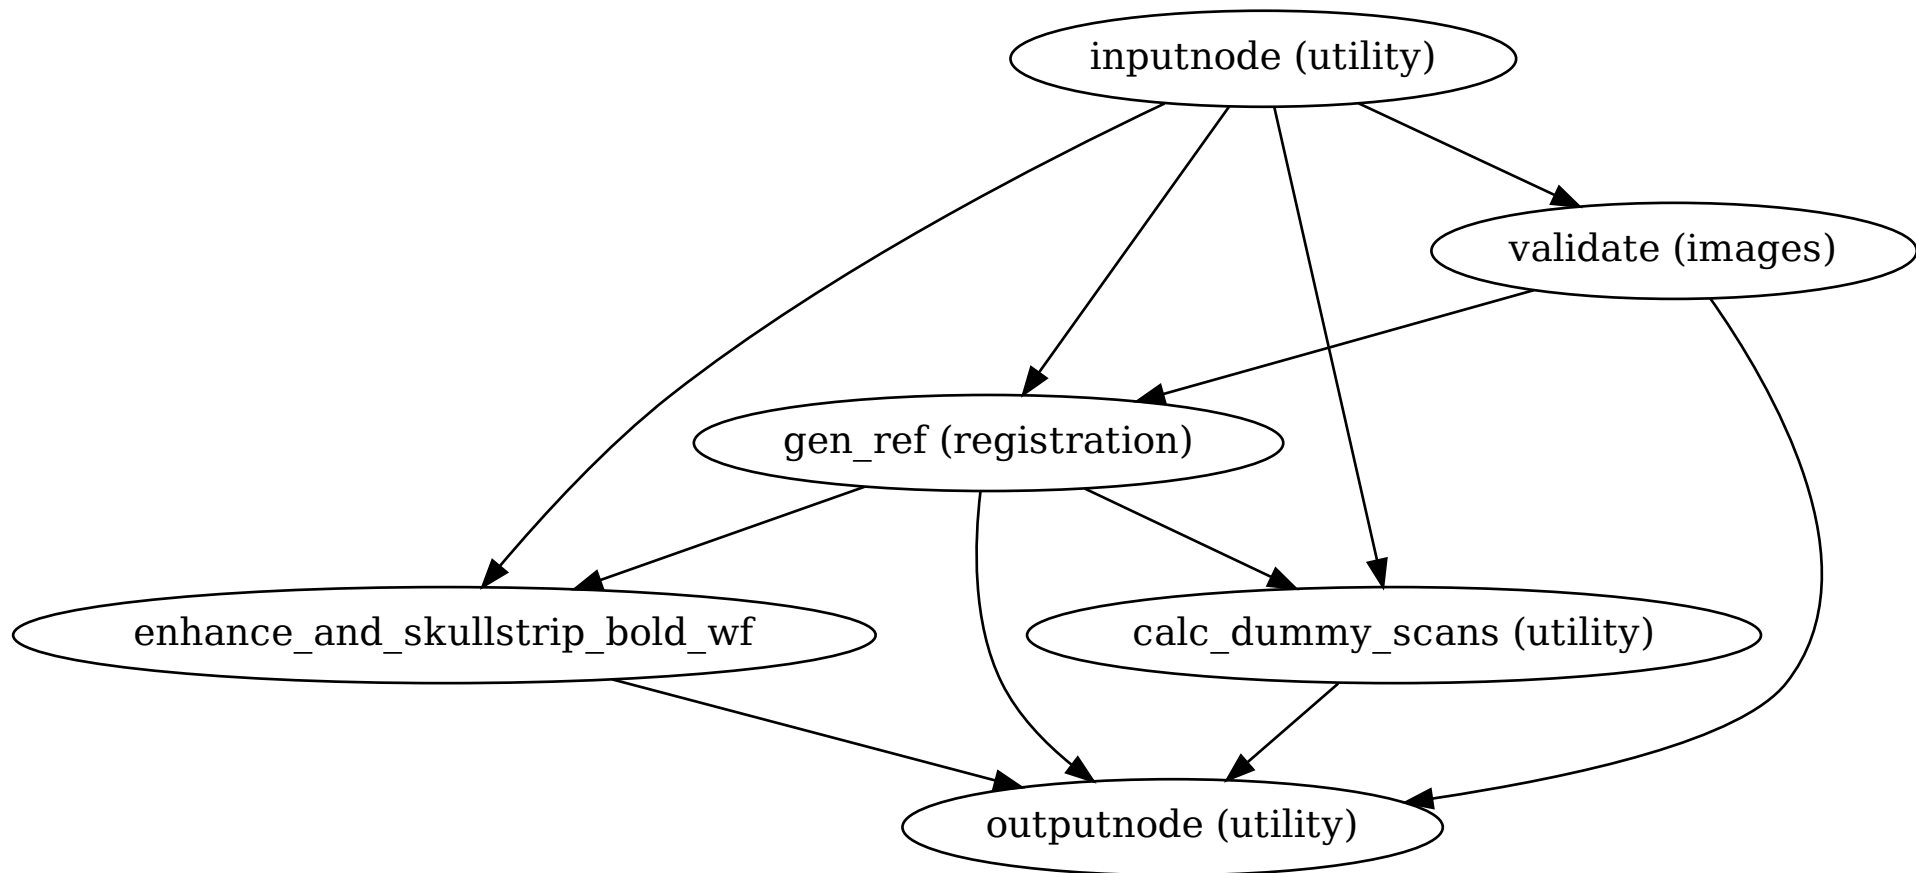 inputnode (utility)
validate (images)
gen_ref (registration)
enhance_and_skullstrip_bold_wf
calc_dummy_scans (utility)
outputnode (utility)